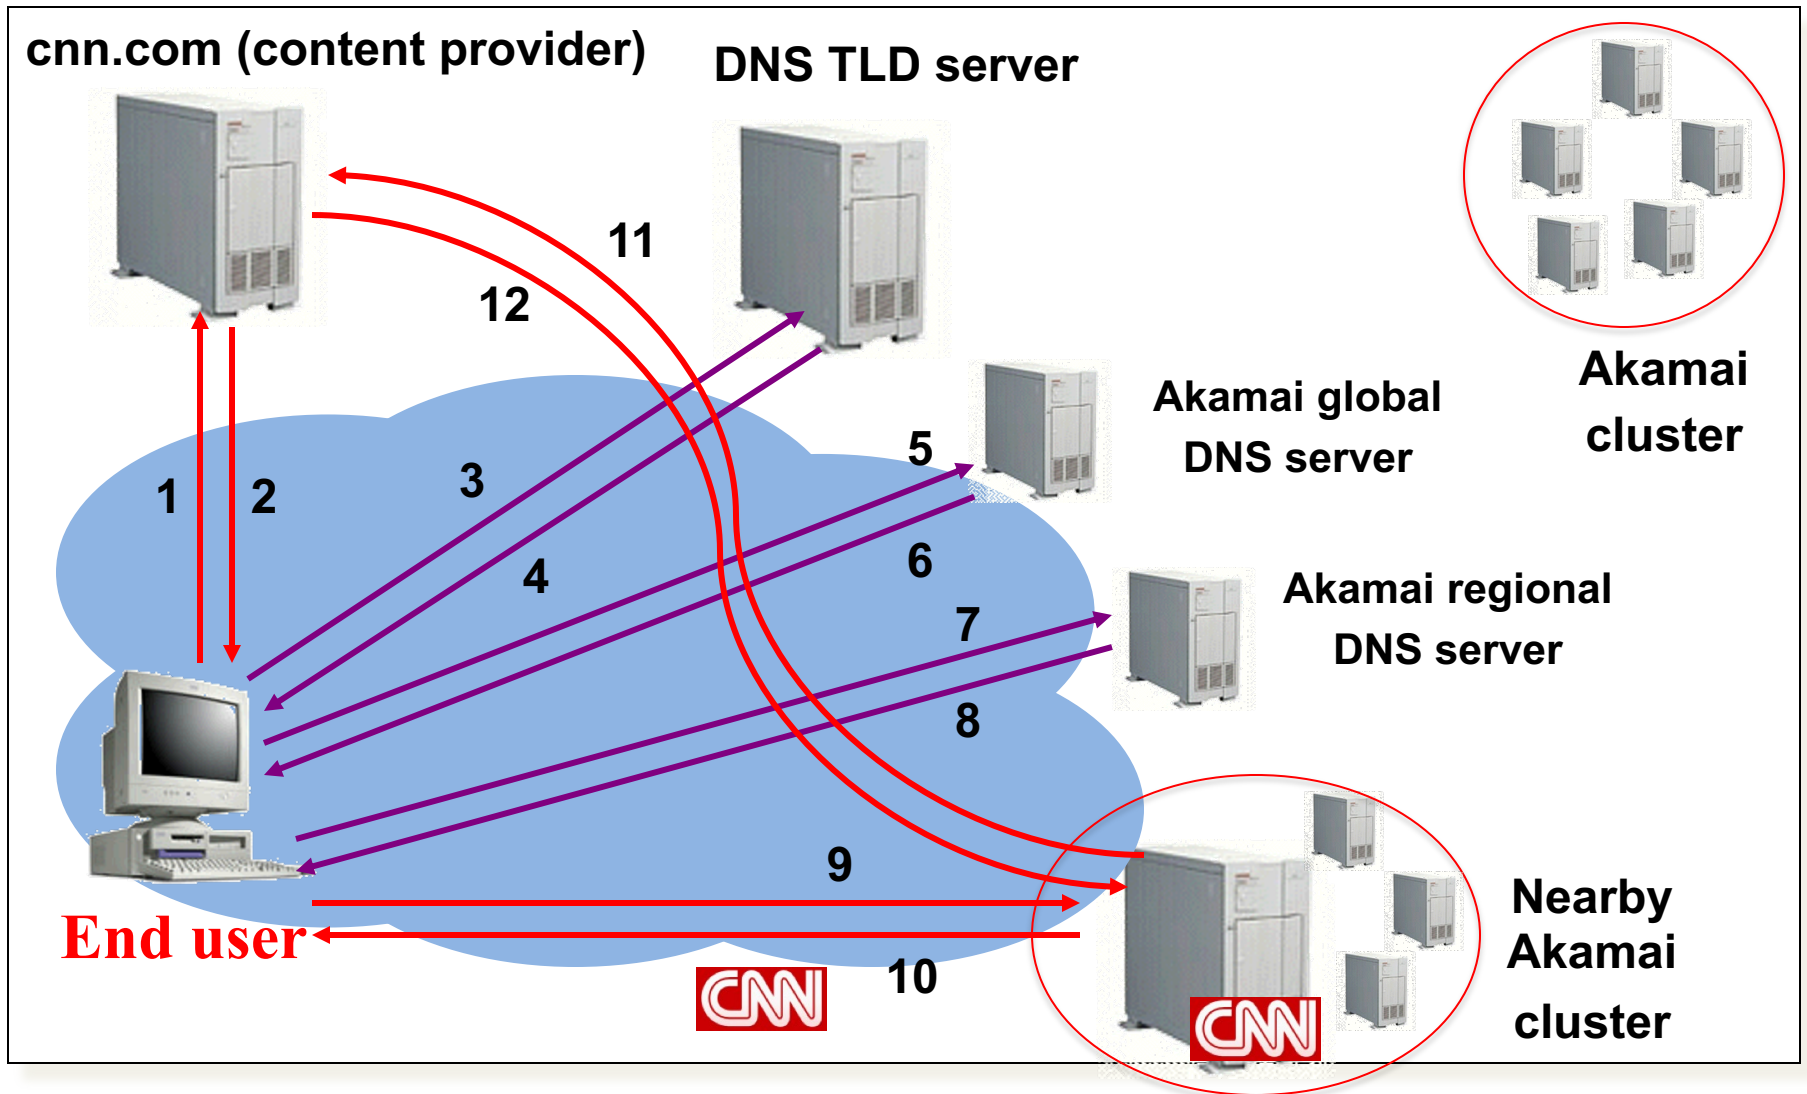 cnn.com (content provider)
DNS TLD server
11
12
Akamai
cluster
Akamai global
DNS server
5
3
1
2
6
4
Akamai regional
DNS server
7
8
9
End user
10
CNN
CNN
Nearby
Akamai
cluster